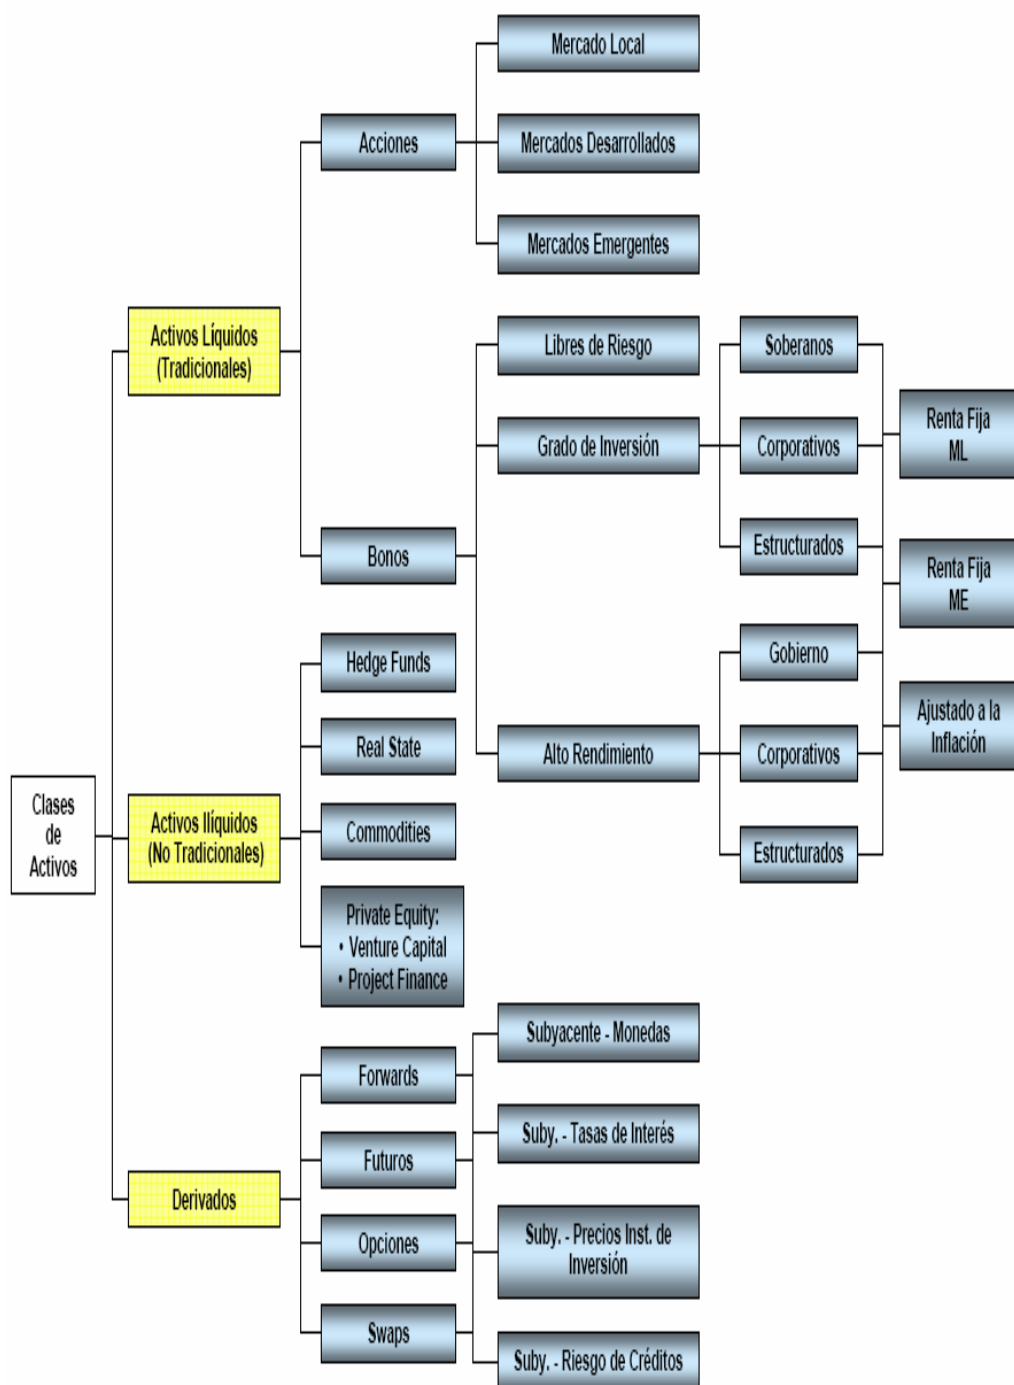 Mercado Local
Acciones
Mercados Desarrollados
Mercados Emergentes
Activos Líquidos
(Tradicionales)
Libres de Riesgo
Soberanos
Renta Fija
ML
Grado de Inversión
Corporativos
Bonos
Estructurados
Renta Fija
ME
Hedge Funds
Gobierno
Real State
Alto Rendimiento
Corporativos
Ajustado a la
Inflación
Clases
de
Activos
Activos Ilíquidos
(No Tradicionales)
Commodities
Estructurados
Private Equity:
• Venture Capital
• Project Finance
Subyacente - Monedas
Forwards
Suby. - Tasas de Interés
Futuros
Derivados
Opciones
Suby. - Precios Inst. de
Inversión
Swaps
Suby. - Riesgo de Créditos